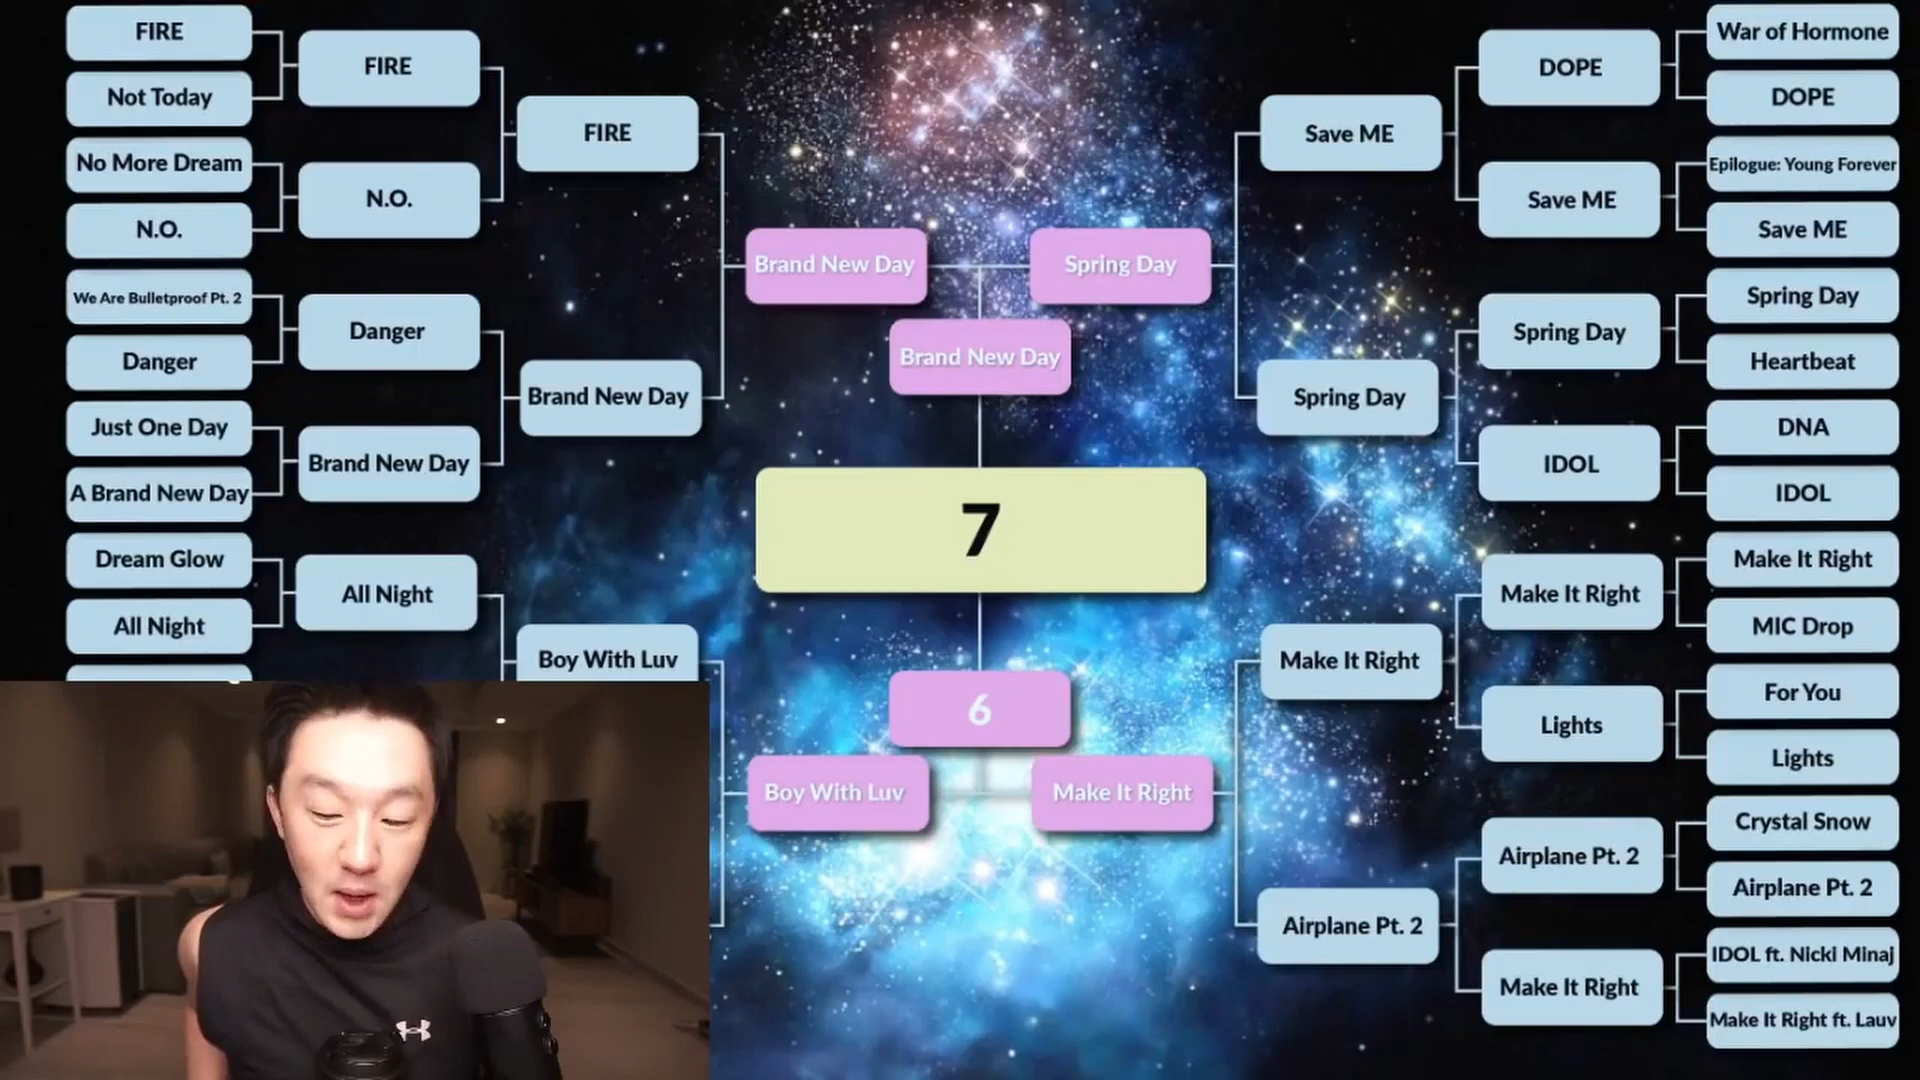 FIRE
Not Today
No More Dream
N.O.
We Are Bulletproof Pt. 2
Danger
Just One Day
A Brand New Day
Dream Glow
All Night
FIRE
N.O.
Danger
Brand New Day
All Night
FIRE
Brand New Day
Boy With Luv
Brand New Day
Spring Day
Brand New Day
7
6
Boy With Luv
Make It Right
Save ME
Spring Day
Make It Right
Airplane Pt. 2
DOPE
Save ME
Spring Day
IDOL
Make It Right
Lights
Airplane Pt. 2
Make It Right
War of Hormone
DOPE
Epilogue: Young Forever
Save ME
Spring Day
Heartbeat
DNA
IDOL
Make It Right
MIC Drop
For You
Lights
Crystal Snow
Airplane Pt. 2
IDOL ft. Nicki Minaj
Make It Right ft. Lauv